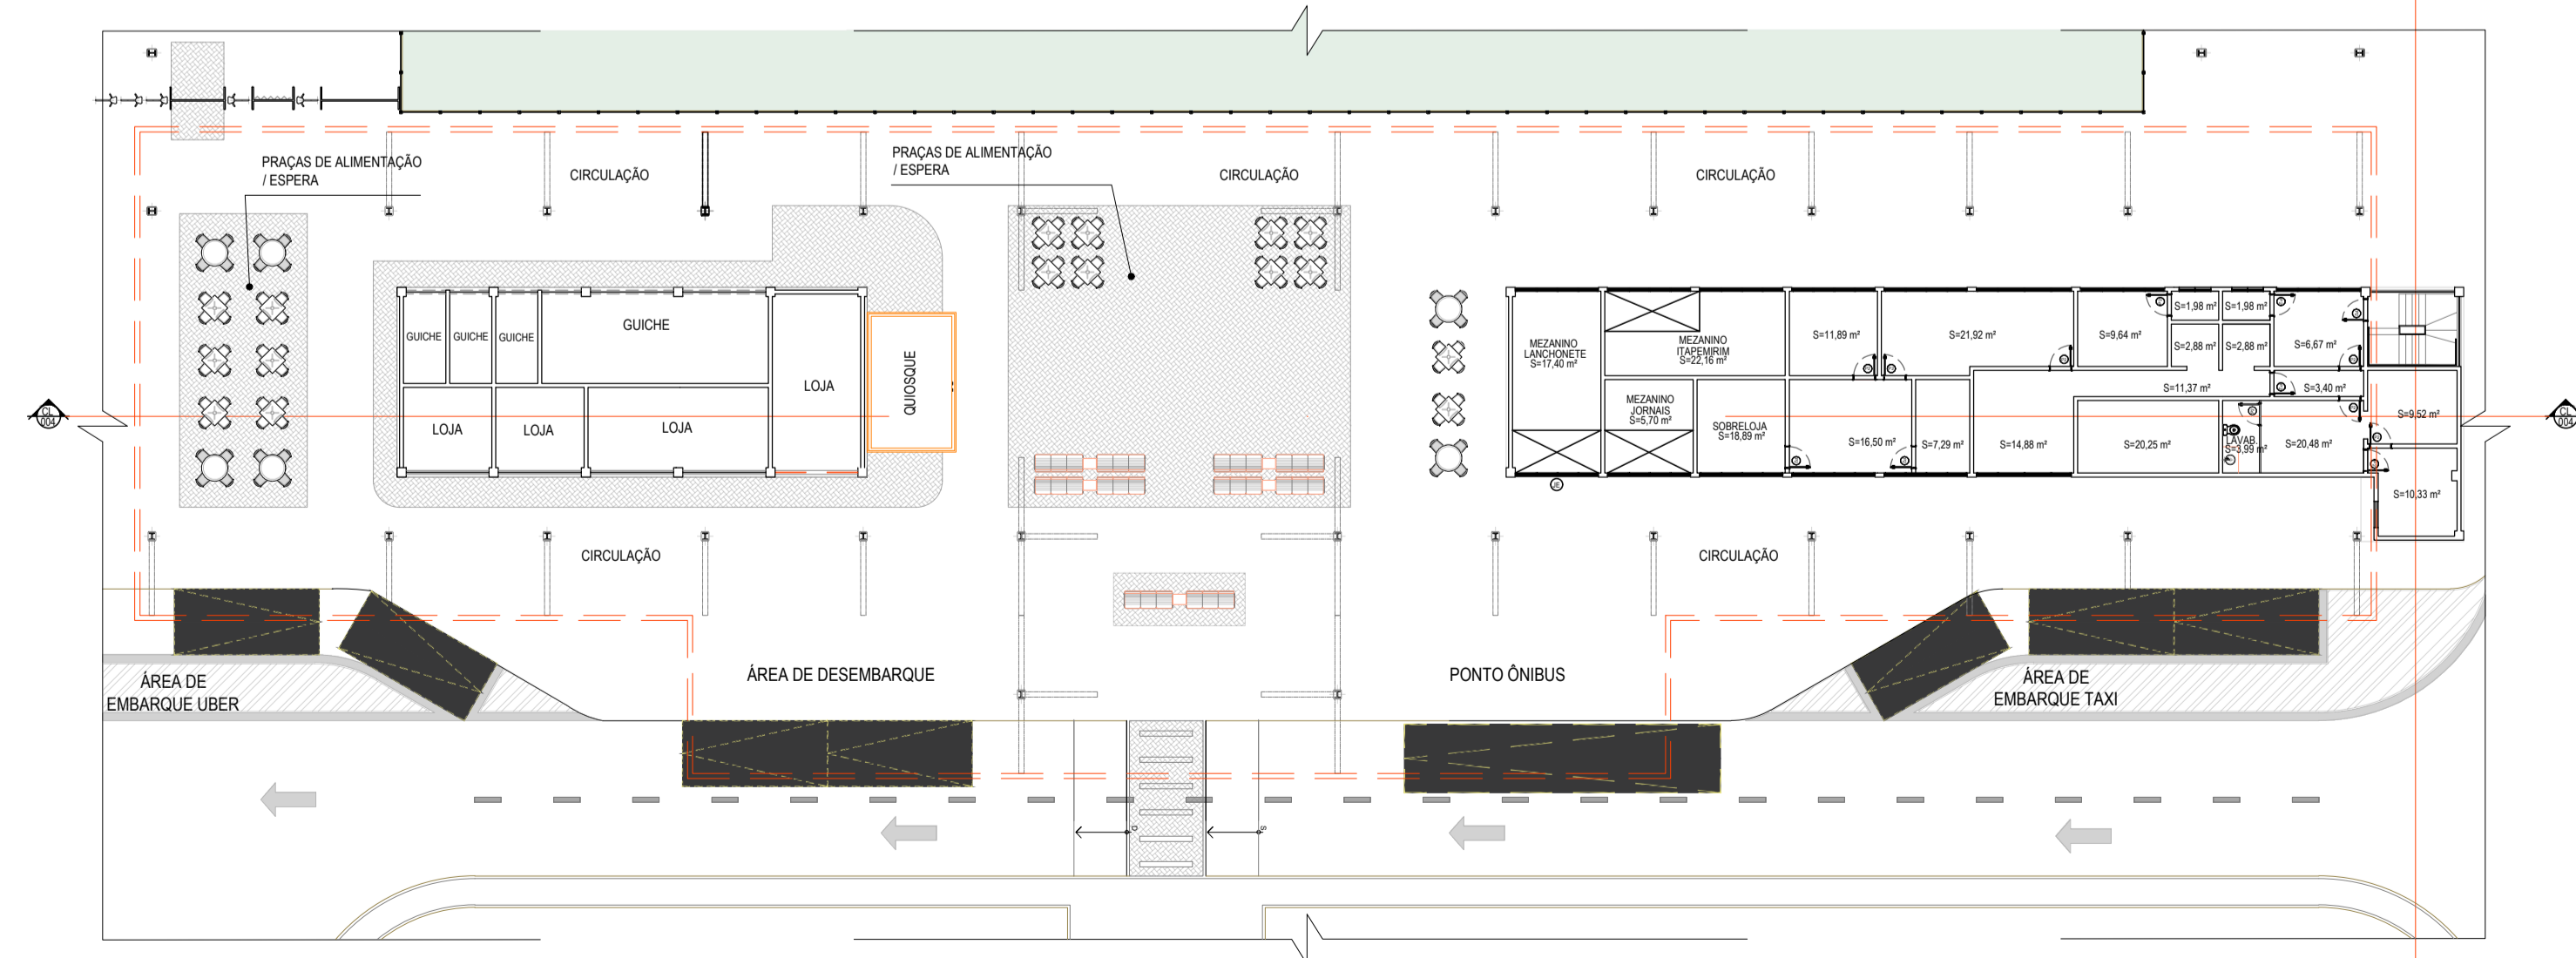 PRAÇAS DE ALIMENTAÇÃO
/ ESPERA
CIRCULAÇÃO
PRAÇAS DE ALIMENTAÇÃO
/ ESPERA
CIRCULAÇÃO
CIRCULAÇÃO
GUICHE
GUICHE
GUICHE
GUICHE
LOJA
QUIOSQUE
LOJA
LOJA
LOJA
MEZANINO
LANCHONETE
S=17,40 m²
MEZANINO
ITAPEMIRIM
S=22,16 m²
S=11,89 m²
S=21,92 m²
S=9,64 m²
S=1,98 m²
S=1,98 m²
S=2,88 m²
S=2,88 m²
S=6,67 m²
MEZANINO
JORNAIS
S=5,70 m²
SOBRELOJA
S=18,89 m²
S=16,50 m²
S=7,29 m²
S=14,88 m²
S=11,37 m²
S=3,40 m²
S=20,25 m²
LAVAB.
S=3,99 m²
S=20,48 m²
S=9,52 m²
S=10,33 m²
CL
004
CL
004
JE
CIRCULAÇÃO
CIRCULAÇÃO
ÁREA DE
EMBARQUE UBER
ÁREA DE DESEMBARQUE
PONTO ÔNIBUS
ÁREA DE
EMBARQUE TAXI
D
S